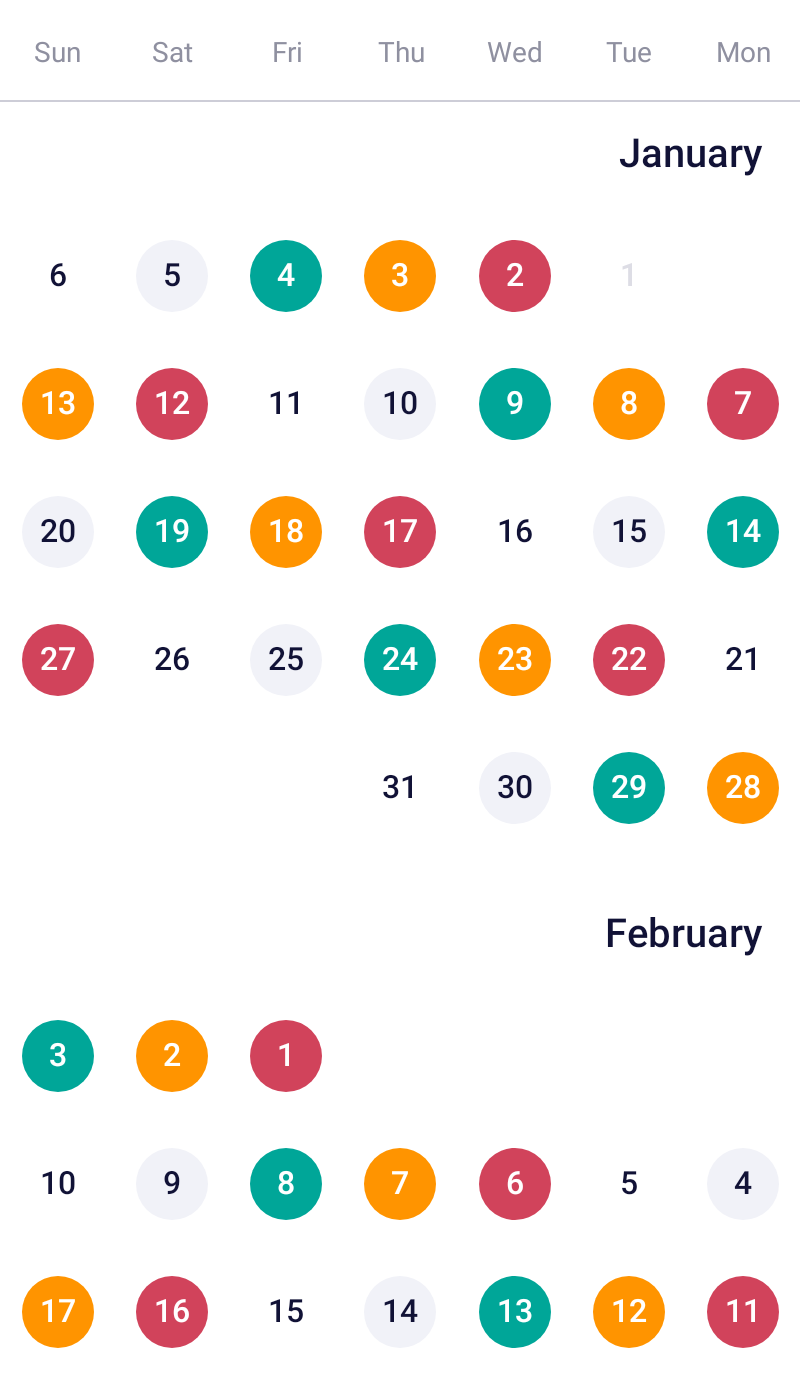 Sun Sat Fri Thu Wed Tue Mon
January
6 5 4 3 2 1
13 12 11 10 9 8 7
20 19 18 17 16 15 14
27 26 25 24 23 22 21
31 30 29 28
February
3 2 1
10 9 8 7 6 5 4
17 16 15 14 13 12 11